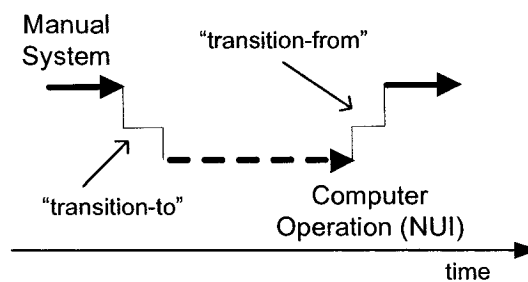 Manual
System
“transition-from”
“transition-to”
Computer
Operation (NUI)
time